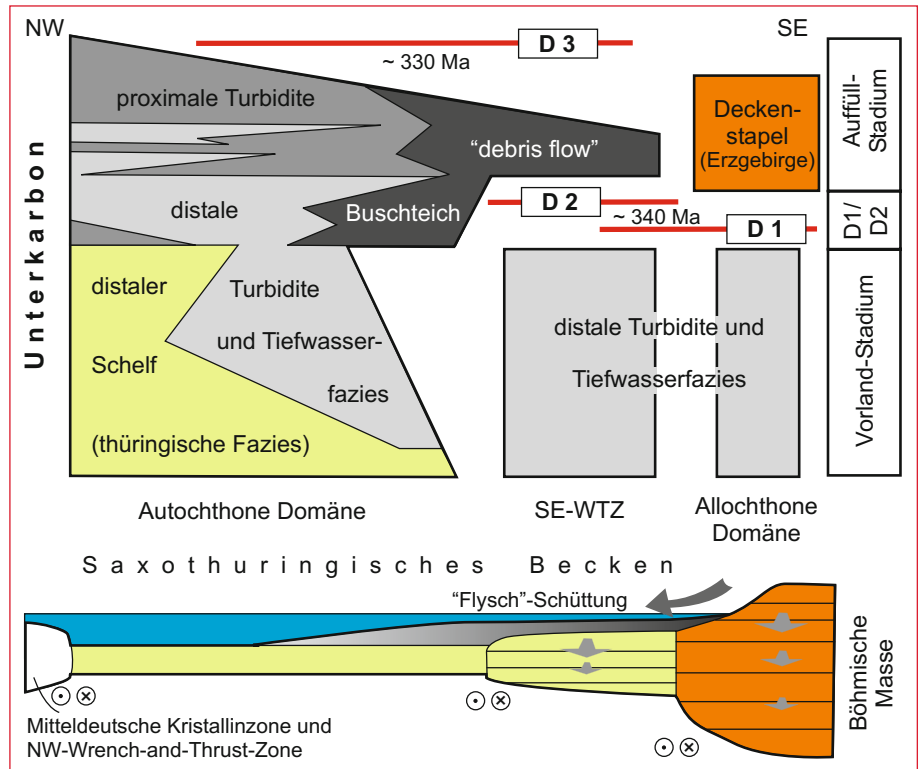 NW
D 3
SE
~ 330 Ma
proximale Turbidite
"debris flow"
Decken-
stapel
(Erzgebirge)
Auffüll-
Stadium
Unterkarbon
distale
Buschteich
D 2
~ 340 Ma
D 1
D1/
D2
distaler
Schelf
(thüringische Fazies)
Turbidite
und Tiefwasser-
fazies
distale Turbidite und
Tiefwasserfazies
Vorland-Stadium
Autochthone Domäne
SE-WTZ
Allochthone
Domäne
Saxothuringisches Becken
"Flysch"-Schüttung
Böhmische
Masse
Mitteldeutsche Kristallinzone und
NW-Wrench-and-Thrust-Zone